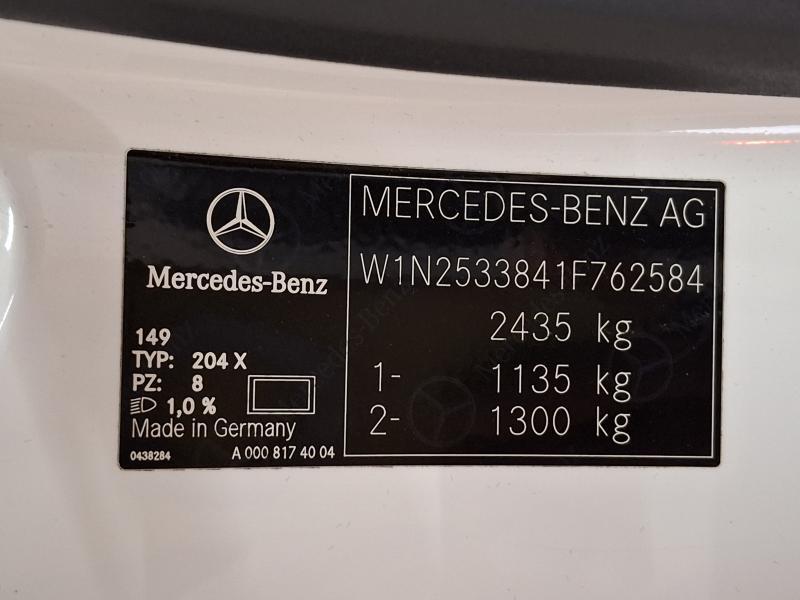 Mercedes-Benz
149
TYP: 204 X
PZ: 8
1,0 %
Made in Germany
0438284 A 000 817 40 04
MERCEDES-BENZ AG
W1N2533841F762584
2435 kg
1- 1135 kg
2- 1300 kg